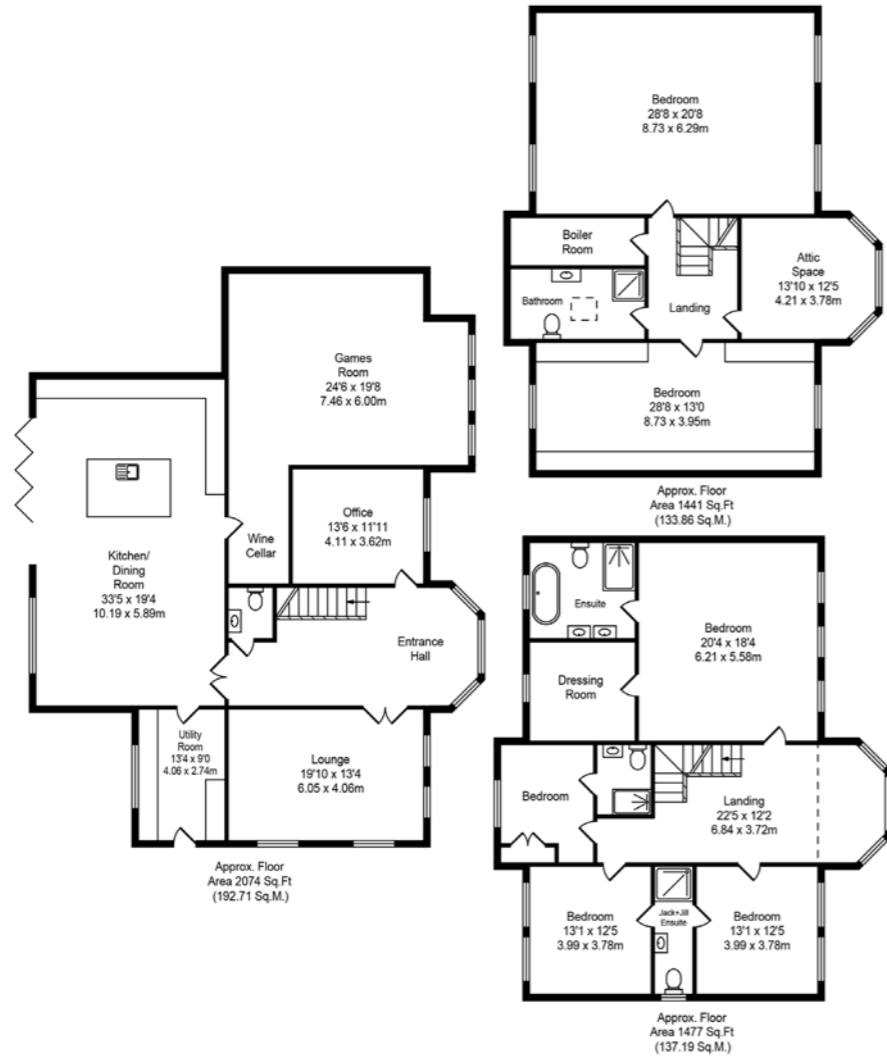 Bedroom
28'8 x 20'8
8.73 x 6.29m
Boiler
Room
Bathroom
Landing
Attic
Space
13'10 x 12'5
4.21 x 3.78m
Bedroom
28'8 x 13'0
8.73 x 3.95m
Approx. Floor
Area 1441 Sq.Ft
(133.86 Sq.M.)
Games
Room
24'6 x 19'8
7.46 x 6.00m
Office
13'6 x 11'11
4.11 x 3.62m
Wine
Cellar
Kitchen/
Dining
Room
33'5 x 19'4
10.19 x 5.89m
Entrance
Hall
Utility
Room
13'4 x 9'0
4.06 x 2.74m
Lounge
19'10 x 13'4
6.05 x 4.06m
Approx. Floor
Area 2074 Sq.Ft
(192.71 Sq.M.)
Ensuite
Bedroom
20'4 x 18'4
6.21 x 5.58m
Dressing
Room
Bedroom
Landing
22'5 x 12'2
6.84 x 3.72m
Bedroom
13'1 x 12'5
3.99 x 3.78m
Jack+Jill
Ensuite
Bedroom
13'1 x 12'5
3.99 x 3.78m
Approx. Floor
Area 1477 Sq.Ft
(137.19 Sq.M.)